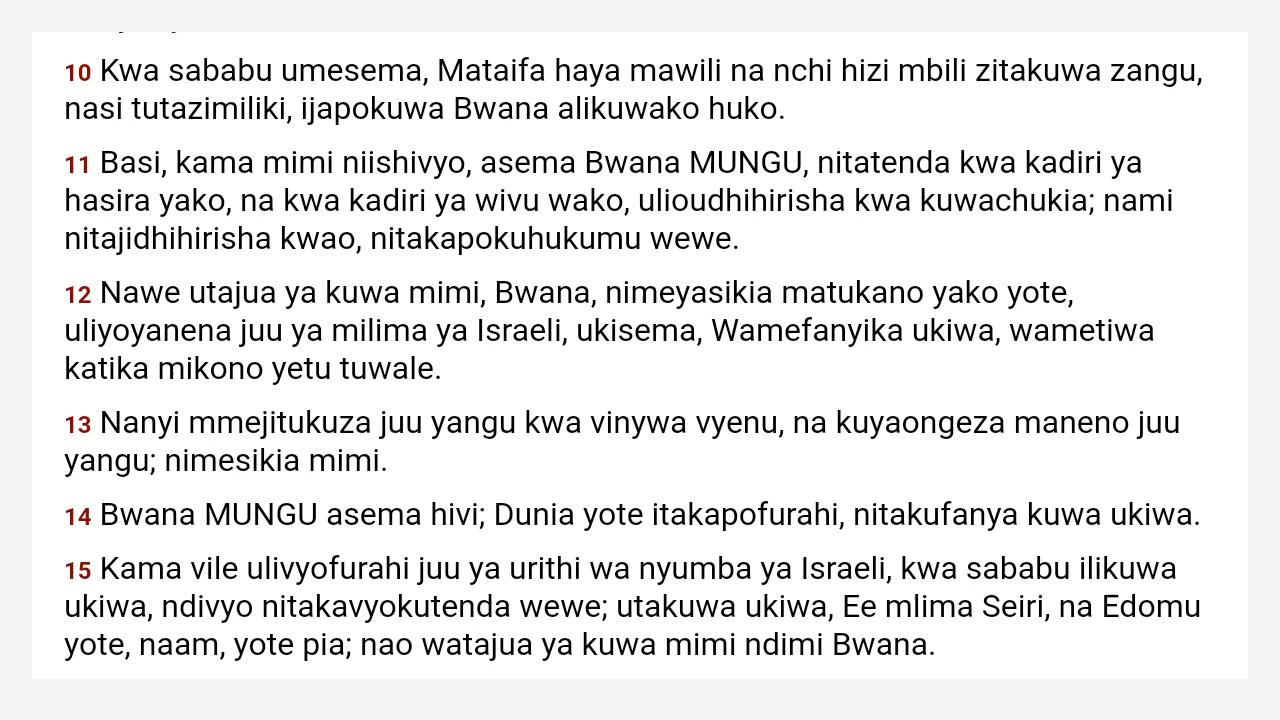 10 Kwa sababu umesema, Mataifa haya mawili na nchi hizi mbili zitakuwa zangu,
nasi tutazimiliki, ijapokuwa Bwana alikuwako huko.
11 Basi, kama mimi niishivyo, asema Bwana MUNGU, nitatenda kwa kadiri ya
hasira yako, na kwa kadiri ya wivu wako, ulioudhihirisha kwa kuwachukia; nami
nitajidhihirisha kwao, nitakapokuhukumu wewe.
12 Nawe utajua ya kuwa mimi, Bwana, nimeyasikia matukano yako yote,
uliyoyanena juu ya milima ya Israeli, ukisema, Wamefanyika ukiwa, wametiwa
katika mikono yetu tuwale.
13 Nanyi mmejitukuza juu yangu kwa vinywa vyenu, na kuyaongeza maneno juu
yangu; nimesikia mimi.
14 Bwana MUNGU asema hivi; Dunia yote itakapofurahi, nitakufanya kuwa ukiwa.
15 Kama vile ulivyofurahi juu ya urithi wa nyumba ya Israeli, kwa sababu ilikuwa
ukiwa, ndivyo nitakavyokutenda wewe; utakuwa ukiwa, Ee mlima Seiri, na Edomu
yote, naam, yote pia; nao watajua ya kuwa mimi ndimi Bwana.